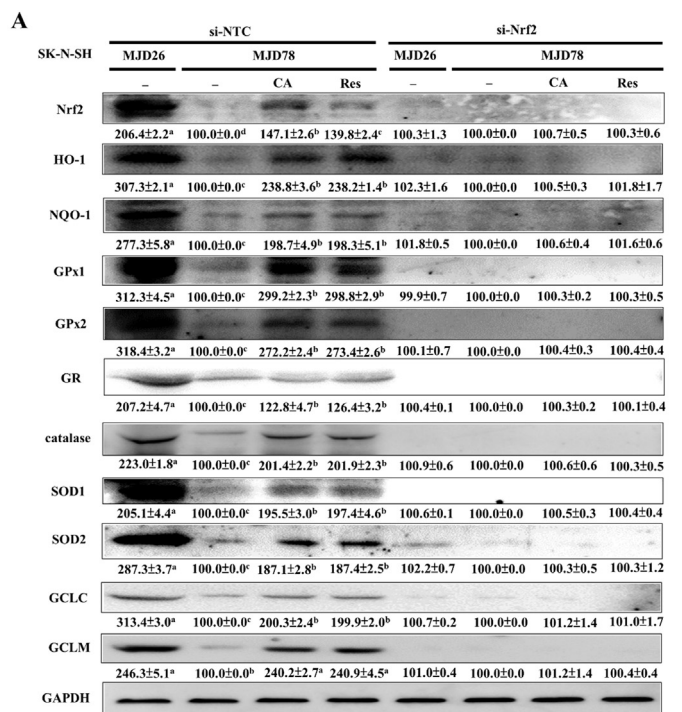 A
si-NTC si-Nrf2
SK-N-SH MJD26 MJD78 MJD26 MJD78
– – CA Res – – CA Res
Nrf2
206.4±2.2ᵃ 100.0±0.0ᵈ 147.1±2.6ᵇ 139.8±2.4ᶜ 100.3±1.3 100.0±0.0 100.7±0.5 100.3±0.6
HO-1
307.3±2.1ᵃ 100.0±0.0ᶜ 238.8±3.6ᵇ 238.2±1.4ᵇ 102.3±1.6 100.0±0.0 100.5±0.3 101.8±1.7
NQO-1
277.3±5.8ᵃ 100.0±0.0ᶜ 198.7±4.9ᵇ 198.3±5.1ᵇ 101.8±0.5 100.0±0.0 100.6±0.4 101.6±0.6
GPx1
312.3±4.5ᵃ 100.0±0.0ᶜ 299.2±2.3ᵇ 298.8±2.9ᵇ 99.9±0.7 100.0±0.0 100.3±0.2 100.3±0.5
GPx2
318.4±3.2ᵃ 100.0±0.0ᶜ 272.2±2.4ᵇ 273.4±2.6ᵇ 100.1±0.7 100.0±0.0 100.4±0.3 100.4±0.4
GR
207.2±4.7ᵃ 100.0±0.0ᶜ 122.8±4.7ᵇ 126.4±3.2ᵇ 100.4±0.1 100.0±0.0 100.3±0.2 100.1±0.4
catalase
223.0±1.8ᵃ 100.0±0.0ᶜ 201.4±2.2ᵇ 201.9±2.3ᵇ 100.9±0.6 100.0±0.0 100.6±0.6 100.3±0.5
SOD1
205.1±4.4ᵃ 100.0±0.0ᶜ 195.5±3.0ᵇ 197.4±4.6ᵇ 100.6±0.1 100.0±0.0 100.5±0.3 100.4±0.4
SOD2
287.3±3.7ᵃ 100.0±0.0ᶜ 187.1±2.8ᵇ 187.4±2.5ᵇ 102.2±0.7 100.0±0.0 100.3±0.5 100.3±1.2
GCLC
313.4±3.0ᵃ 100.0±0.0ᶜ 200.3±2.4ᵇ 199.9±2.0ᵇ 100.7±0.2 100.0±0.0 101.2±1.4 101.0±1.7
GCLM
246.3±5.1ᵃ 100.0±0.0ᵇ 240.2±2.7ᵃ 240.9±4.5ᵃ 101.0±0.4 100.0±0.0 101.2±1.4 100.4±0.4
GAPDH